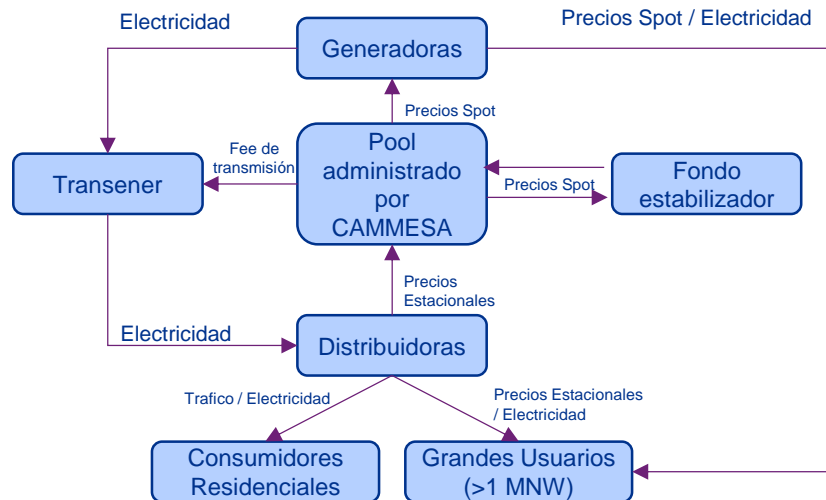 Electricidad
Precios Spot / Electricidad
Generadoras
Precios Spot
Fee de
transmisión
Pool
administrado
por
CAMMESA
Transener
Precios Spot
Fondo
estabilizador
Precios
Estacionales
Electricidad
Distribuidoras
Trafico / Electricidad
Precios Estacionales
/ Electricidad
Consumidores
Residenciales
Grandes Usuarios
(>1 MNW)